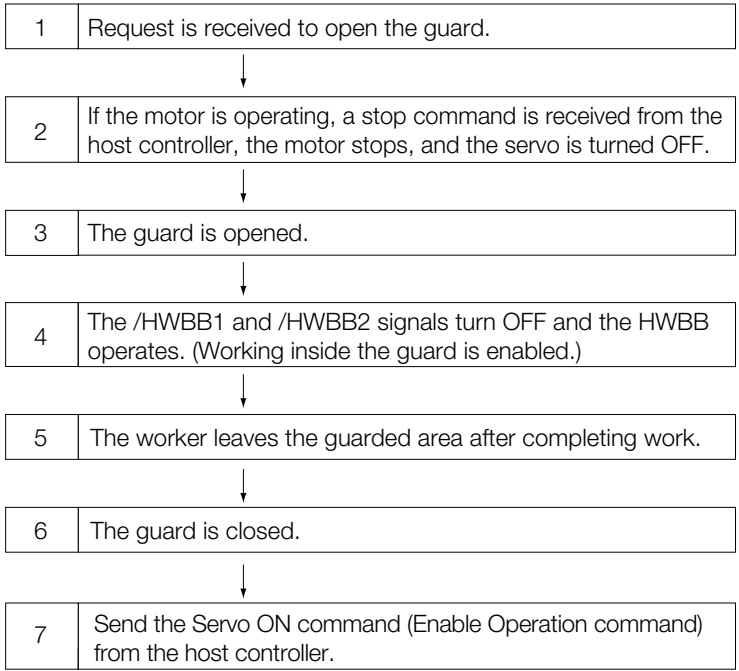 1 Request is received to open the guard.
2 If the motor is operating, a stop command is received from the
host controller, the motor stops, and the servo is turned OFF.
3 The guard is opened.
4 The /HWBB1 and /HWBB2 signals turn OFF and the HWBB
operates. (Working inside the guard is enabled.)
5 The worker leaves the guarded area after completing work.
6 The guard is closed.
7 Send the Servo ON command (Enable Operation command)
from the host controller.